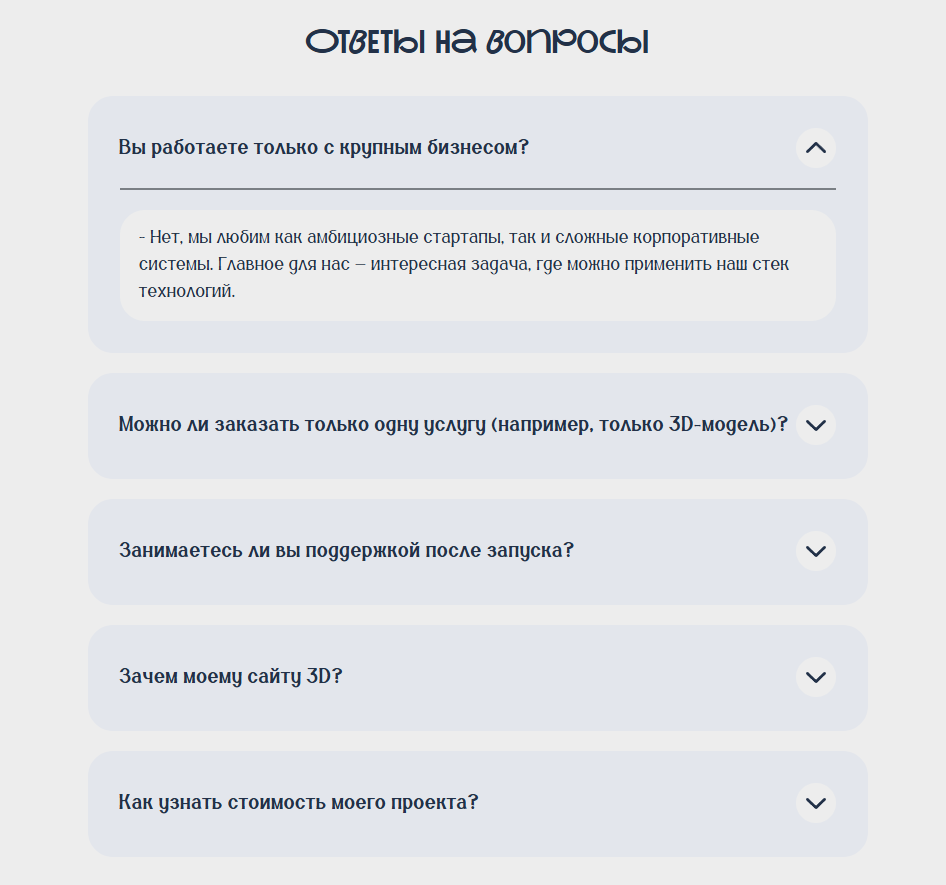 Ответы на вопросы
Вы работаете только с крупным бизнесом?
- Нет, мы любим как амбициозные стартапы, так и сложные корпоративные
системы. Главное для нас — интересная задача, где можно применить наш стек
технологий.
Можно ли заказать только одну услугу (например, только 3D-модель)?
Занимаетесь ли вы поддержкой после запуска?
Зачем моему сайту 3D?
Как узнать стоимость моего проекта?